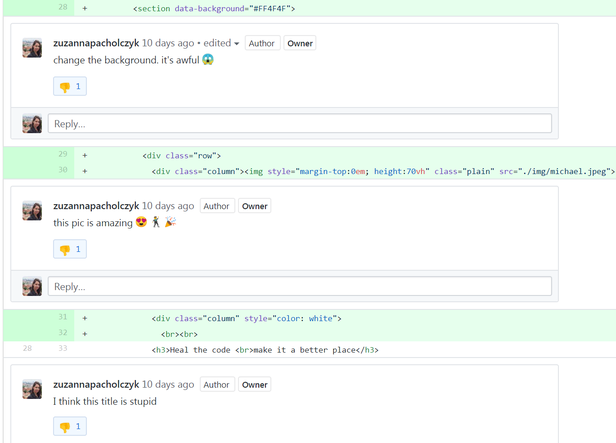 28 + <section data-background="#FF4F4F">
zuzannapacholczyk 10 days ago • edited Author Owner
change the background. it's awful 😱
👎 1
Reply...
29 + <div class="row">
30 + <div class="column"><img style="margin-top:0em; height:70vh" class="plain" src="./img/michael.jpeg">
zuzannapacholczyk 10 days ago Author Owner
this pic is amazing 😍 🕺 🎉
👎 1
Reply...
31 + <div class="column" style="color: white">
32 + <br><br>
28 33 <h3>Heal the code <br>make it a better place</h3>
zuzannapacholczyk 10 days ago Author Owner
I think this title is stupid
👎 1